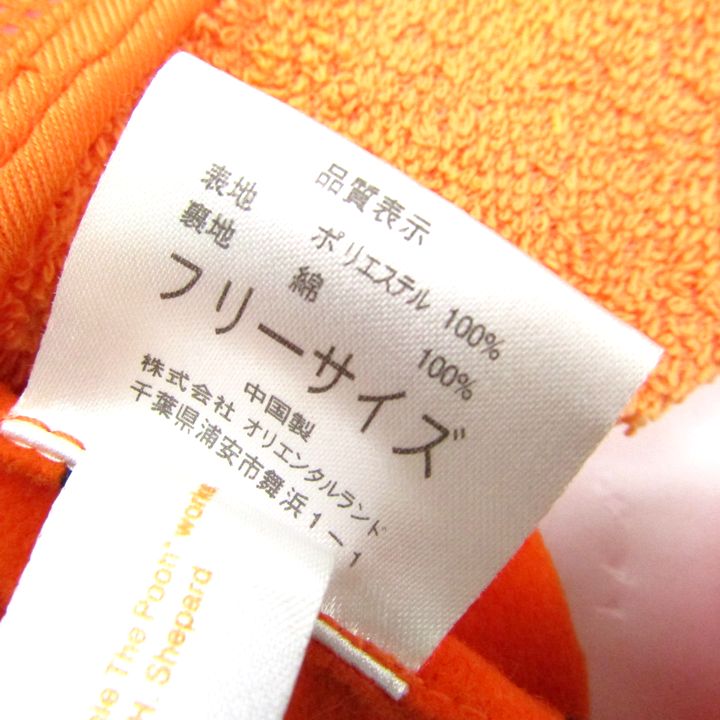 品質表示
表地 ポリエステル 100%
裏地 綿 100%
フリーサイズ
中国製
株式会社 オリエンタルランド
千葉県浦安市舞浜1－1
The Pooh" works
H. Shepard